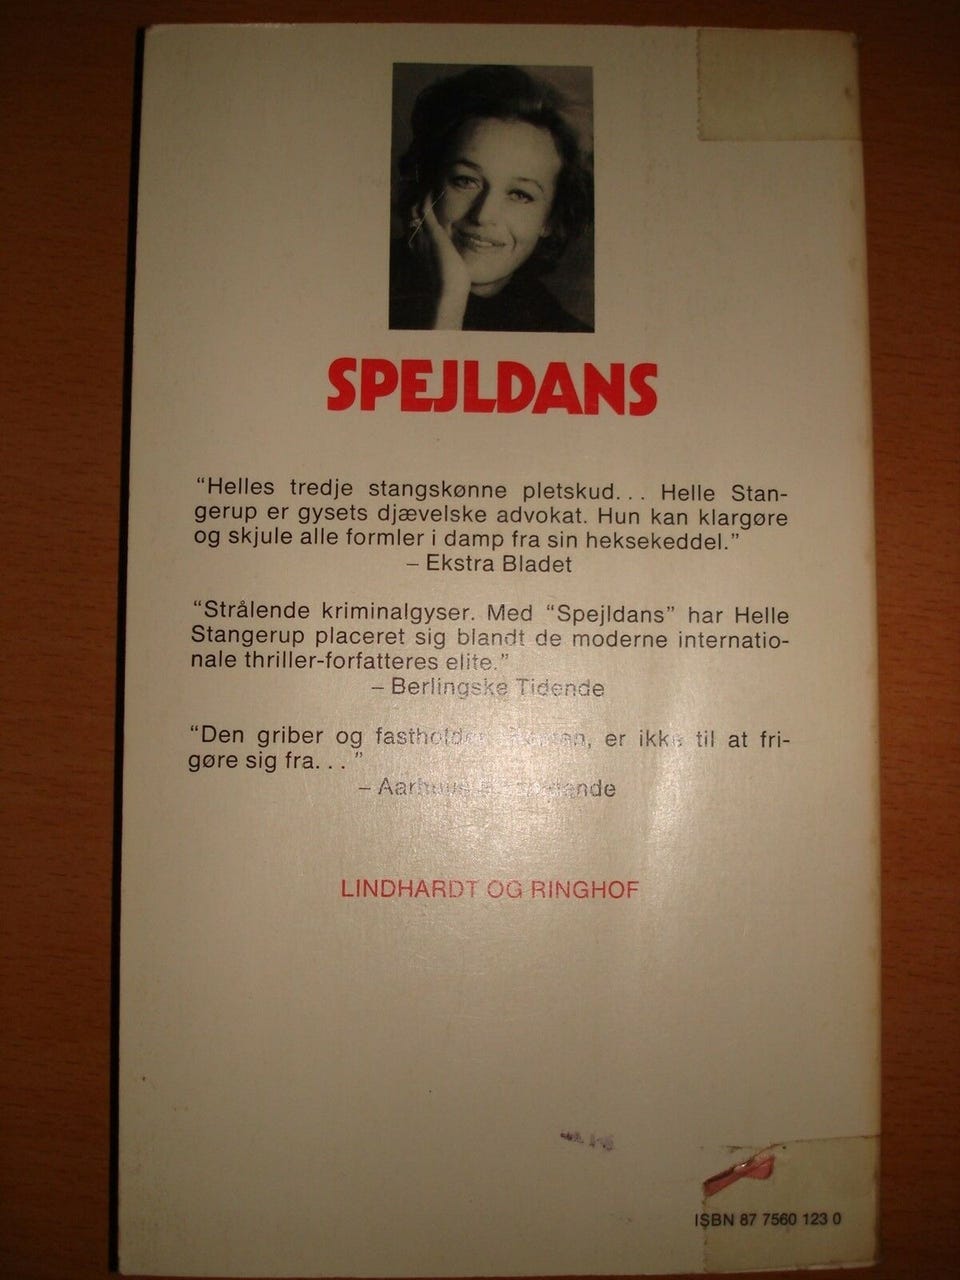 SPEJLDANS
“Helles tredje stangskønne pletskud... Helle Stan-
gerup er gysets djævelske advokat. Hun kan klargøre
og skjule alle formler i damp fra sin heksekeddel.”
– Ekstra Bladet
“Strålende kriminalgyser. Med “Spejldans” har Helle
Stangerup placeret sig blandt de moderne internatio-
nale thriller-forfatteres elite.”
– Berlingske Tidende
“Den griber og fastholder, er ikke til at fri-
gøre sig fra...”
– Aarhuus
LINDHARDT OG RINGHOF
ISBN 87 7560 123 0